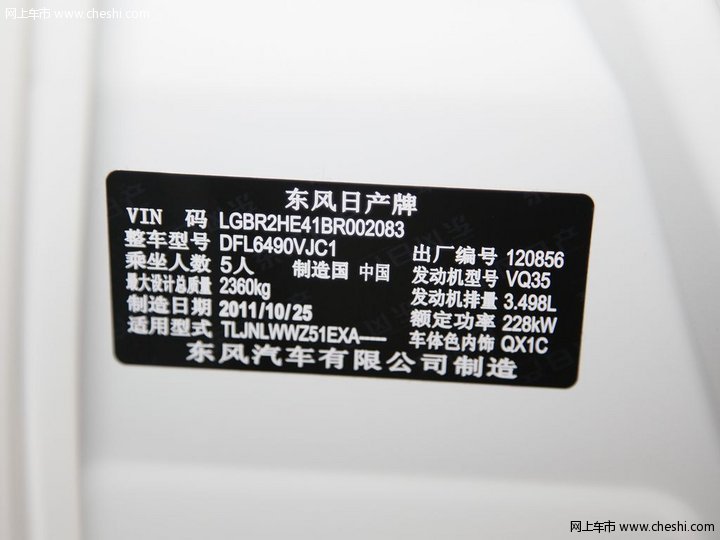 网上车市 www.cheshi.com
东风日产牌
VIN 码 LGBR2HE41BR002083
整车型号 DFL6490VJC1 出厂编号 120856
乘坐人数 5人 制造国 中国 发动机型号 VQ35
最大设计总质量 2360kg 发动机排量 3.498L
制造日期 2011/10/25 额定功率 228kW
适用型式 TLJNLWWZ51EXA---- 车体色内饰 QX1C
东风汽车有限公司制造
网上车市 www.cheshi.com